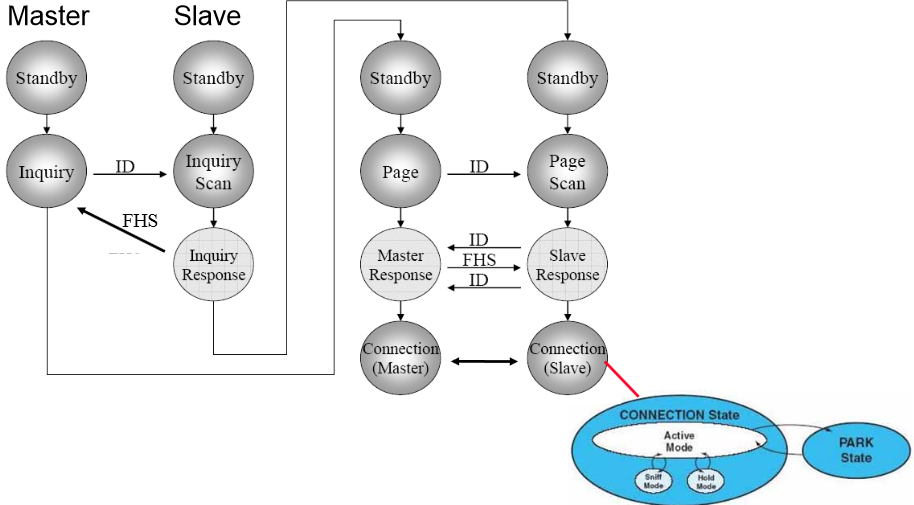 Master
Slave
Standby
Standby
Standby
Standby
Inquiry
ID
Inquiry
Scan
Page
ID
Page
Scan
FHS
Inquiry
Response
Master
Response
ID
FHS
ID
Slave
Response
Connection
(Master)
Connection
(Slave)
CONNECTION State
Active
Mode
Sniff
Mode
Hold
Mode
PARK
State